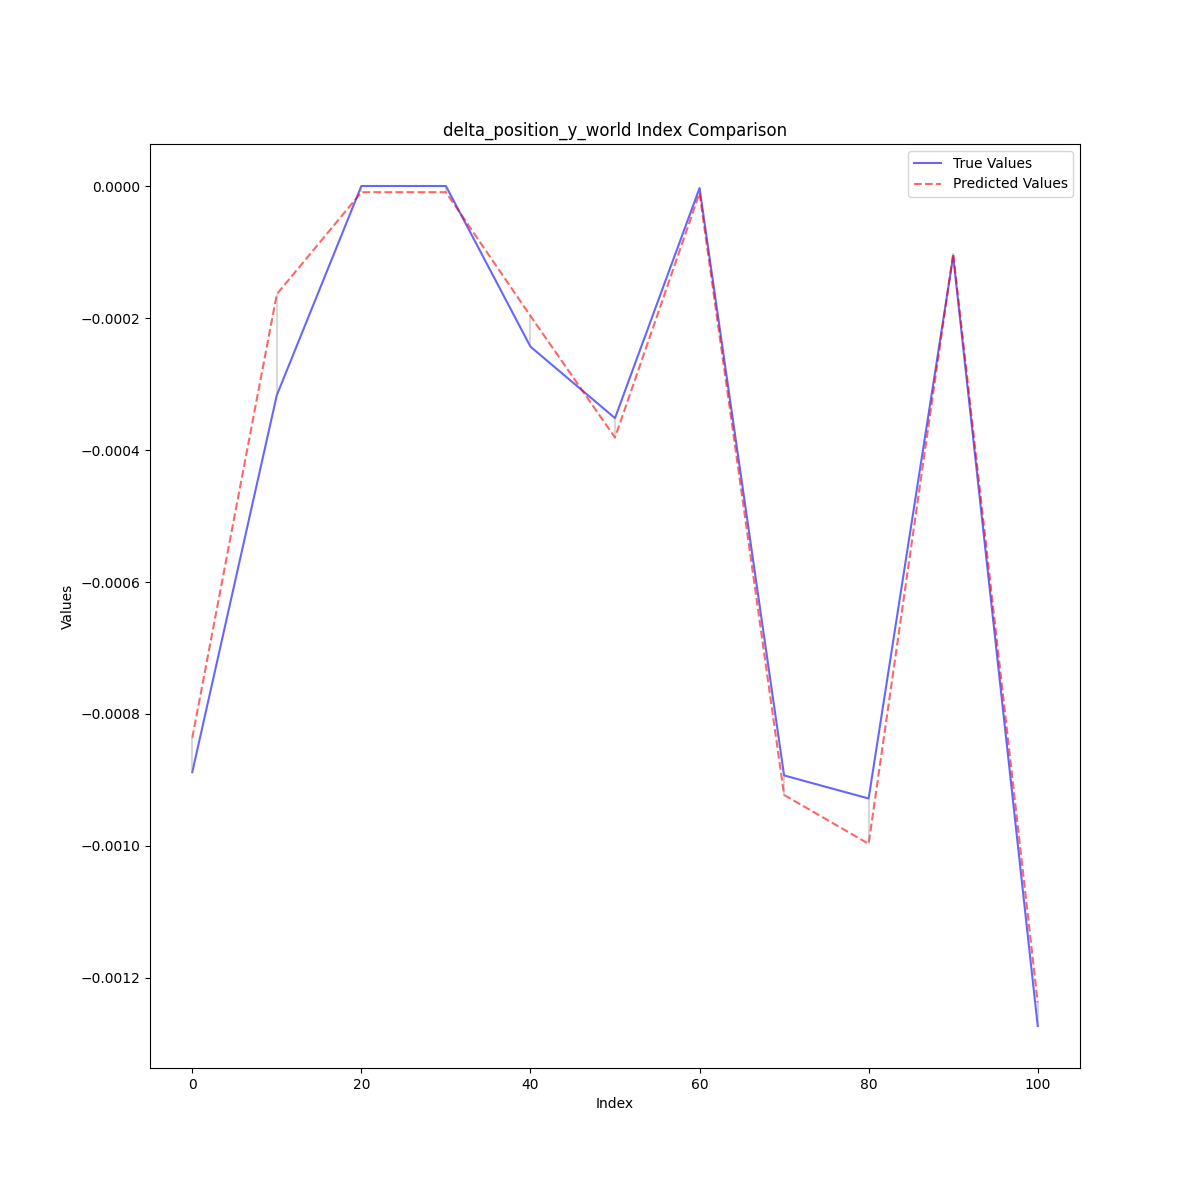 delta_position_y_world Index Comparison
True Values
Predicted Values
0.0000
−0.0002
−0.0004
−0.0006
−0.0008
−0.0010
−0.0012
Values
0 20 40 60 80 100
Index